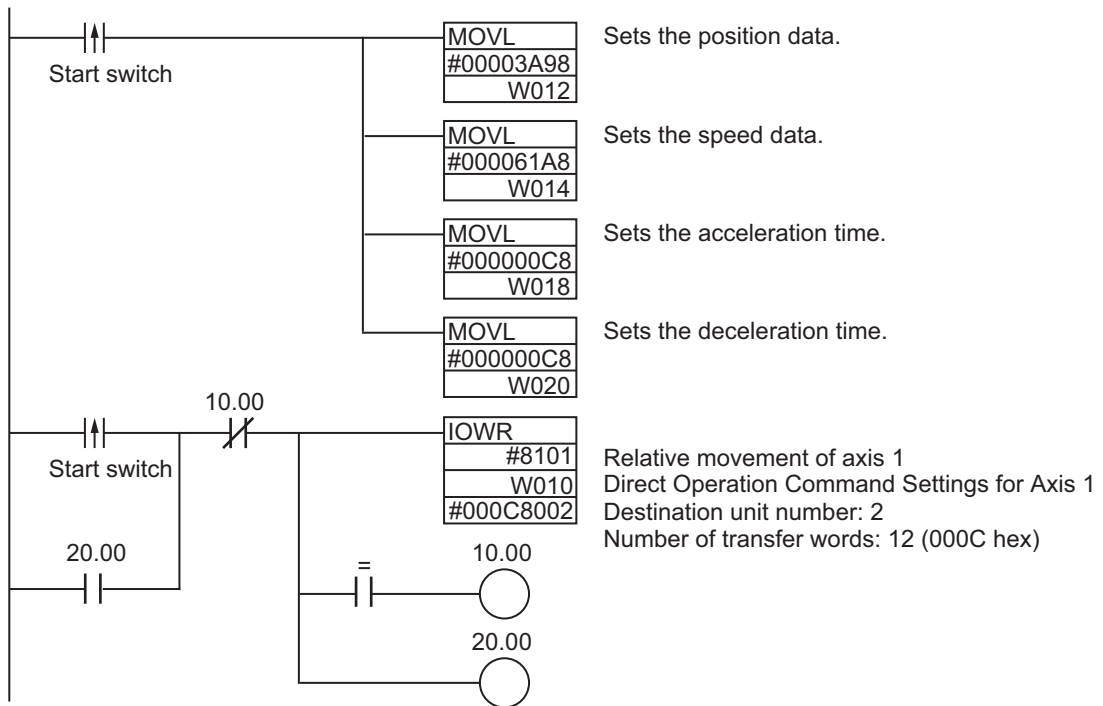 MOVL
Sets the position data.
Start switch
#00003A98
W012
MOVL
Sets the speed data.
#000061A8
W014
MOVL
Sets the acceleration time.
#000000C8
W018
MOVL
Sets the deceleration time.
#000000C8
W020
10.00
Start switch
IOWR
#8101
Relative movement of axis 1
W010
Direct Operation Command Settings for Axis 1
#000C8002
Destination unit number: 2
Number of transfer words: 12 (000C hex)
20.00
=
10.00
20.00